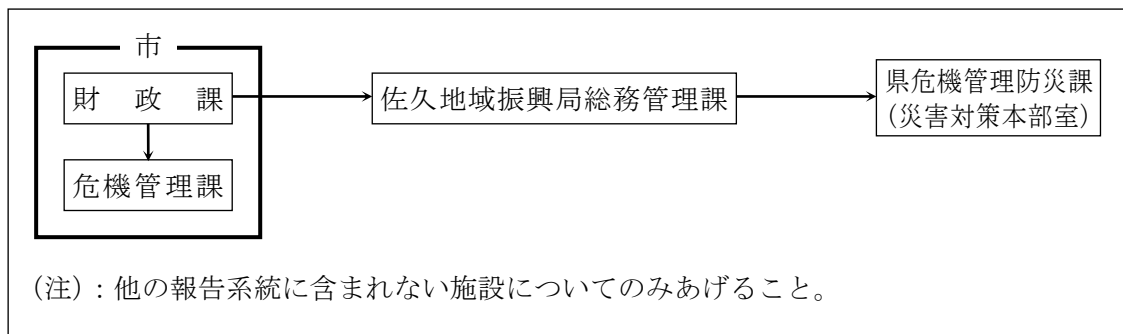 市
財政課
佐久地域振興局総務管理課
県危機管理防災課
(災害対策本部室)
危機管理課
(注):他の報告系統に含まれない施設についてのみあげること。